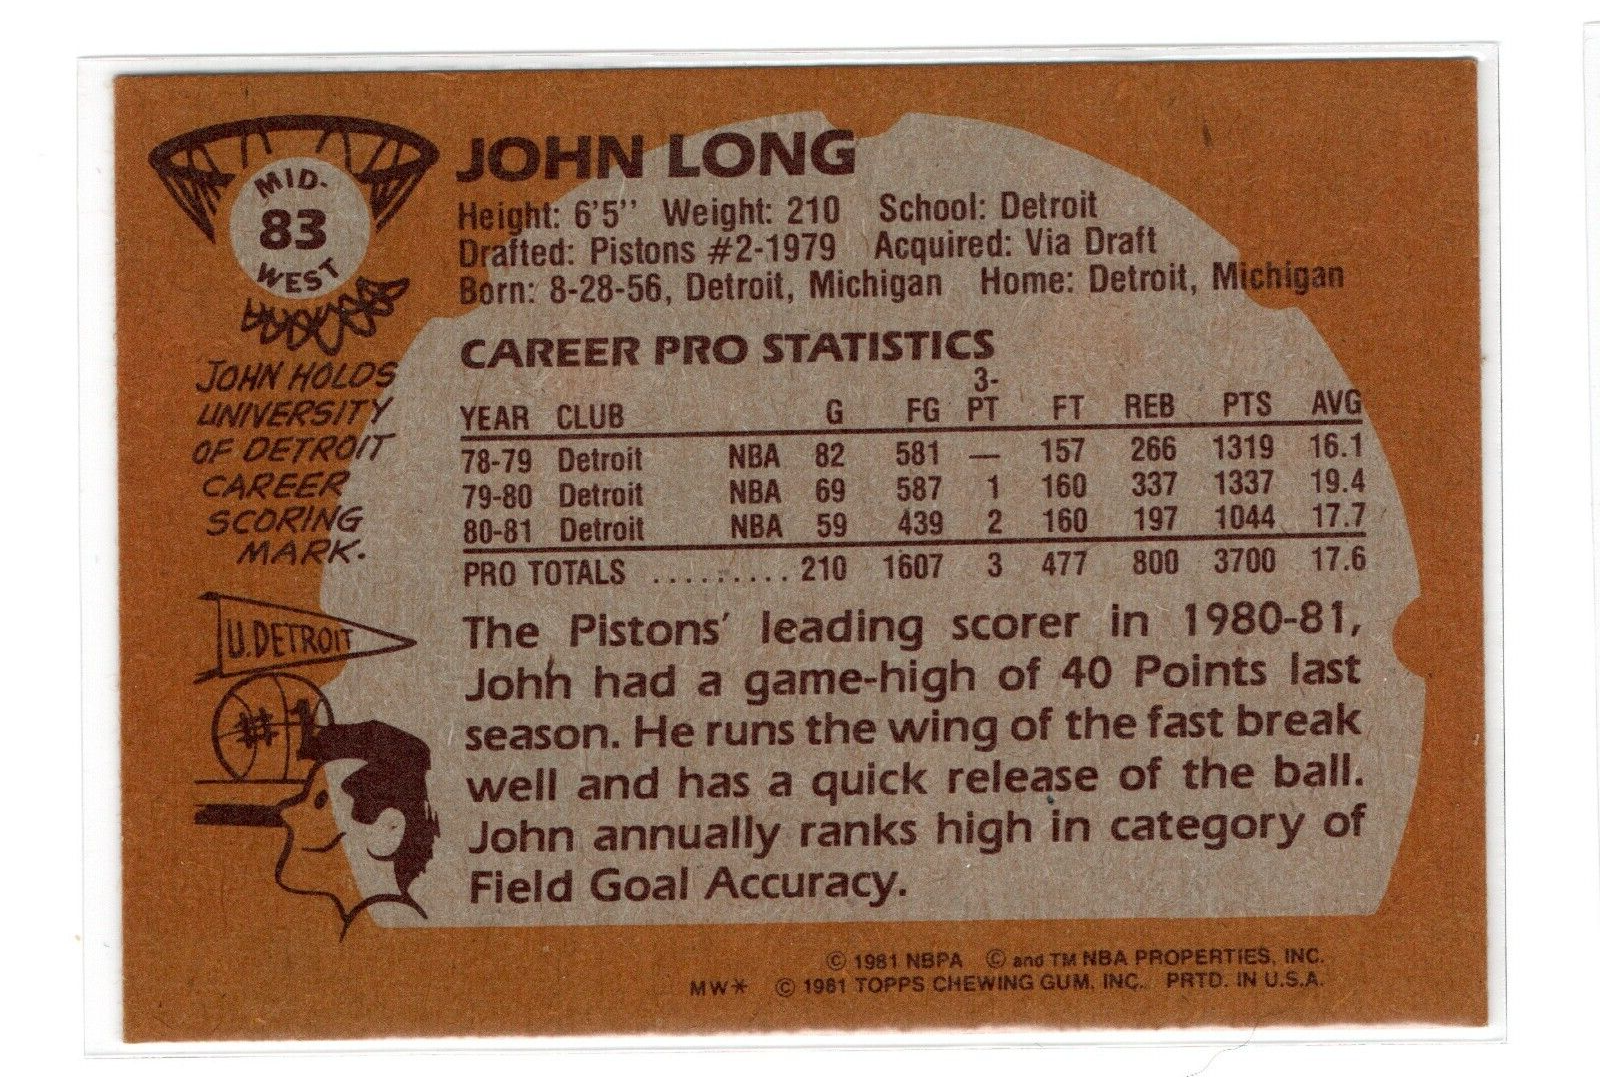 MID-
83
WEST
JOHN HOLDS
UNIVERSITY
OF DETROIT
CAREER
SCORING
MARK.
U. DETROIT
#1
JOHN LONG
Height: 6'5" Weight: 210 School: Detroit
Drafted: Pistons #2-1979 Acquired: Via Draft
Born: 8-28-56, Detroit, Michigan Home: Detroit, Michigan
CAREER PRO STATISTICS
YEAR CLUB G FG 3-PT FT REB PTS AVG
78-79 Detroit NBA 82 581 — 157 266 1319 16.1
79-80 Detroit NBA 69 587 1 160 337 1337 19.4
80-81 Detroit NBA 59 439 2 160 197 1044 17.7
PRO TOTALS ......... 210 1607 3 477 800 3700 17.6
The Pistons' leading scorer in 1980-81,
John had a game-high of 40 Points last
season. He runs the wing of the fast break
well and has a quick release of the ball.
John annually ranks high in category of
Field Goal Accuracy.
© 1981 NBPA © and TM NBA PROPERTIES, INC.
MW* © 1981 TOPPS CHEWING GUM, INC. PRTD. IN U.S.A.